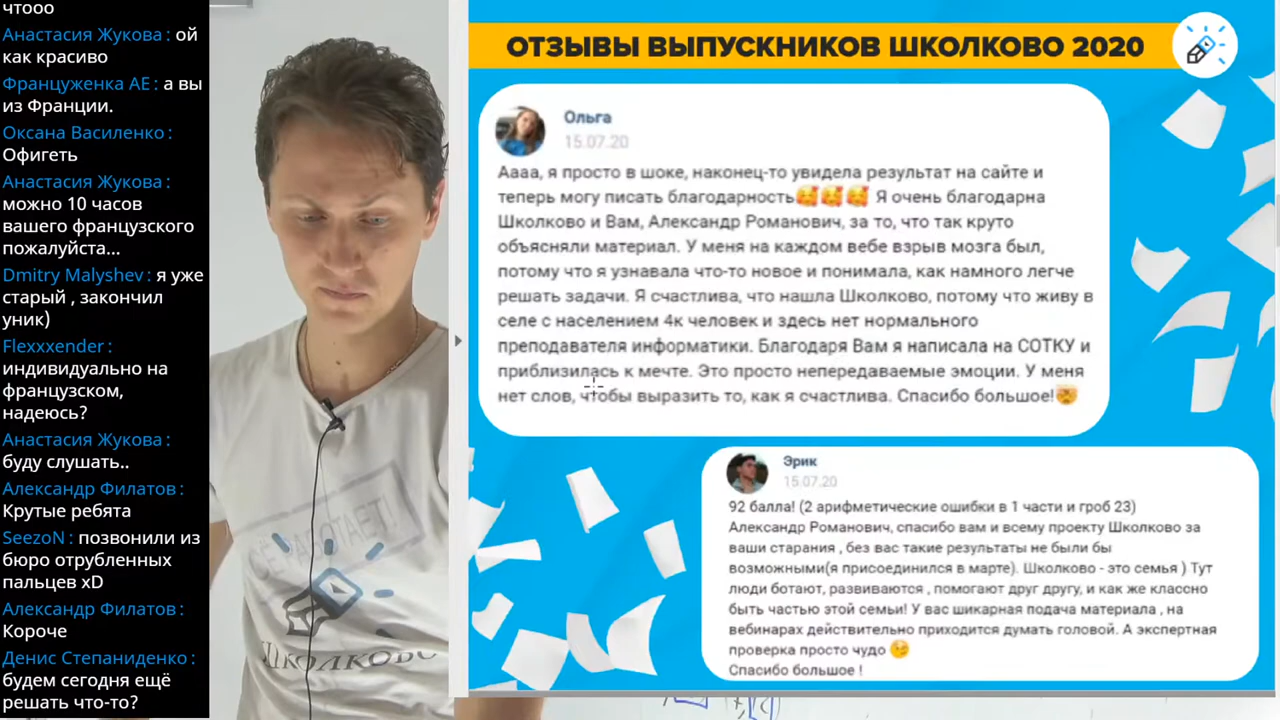 чтооо
Анастасия Жукова: ой
как красиво
Француженка АЕ: а вы
из Франции.
Оксана Василенко:
Офигеть
Анастасия Жукова:
можно 10 часов
вашего французского
пожалуйста...
Dmitry Malyshev: я уже
старый , закончил
уник)
Flexxxender:
индивидуально на
французском,
надеюсь?
Анастасия Жукова:
буду слушать..
Александр Филатов:
Крутые ребята
SeezoN: позвонили из
бюро отрубленных
пальцев xD
Александр Филатов:
Короче
Денис Степаниденко:
будем сегодня ещё
решать что-то?
ШКОЛКОВО
ОТЗЫВЫ ВЫПУСКНИКОВ ШКОЛКОВО 2020
Ольга
15.07.20
Аааа, я просто в шоке, наконец-то увидела результат на сайте и
теперь могу писать благодарность🥰🥰🥰 Я очень благодарна
Школково и Вам, Александр Романович, за то, что так круто
объясняли материал. У меня на каждом вебе взрыв мозга был,
потому что я узнавала что-то новое и понимала, как намного легче
решать задачи. Я счастлива, что нашла Школково, потому что живу в
селе с населением 4к человек и здесь нет нормального
преподавателя информатики. Благодаря Вам я написала на СОТКУ и
приблизилась к мечте. Это просто непередаваемые эмоции. У меня
нет слов, чтобы выразить то, как я счастлива. Спасибо большое!🤯
Эрик
15.07.20
92 балла! (2 арифметические ошибки в 1 части и гроб 23)
Александр Романович, спасибо вам и всему проекту Школково за
ваши старания , без вас такие результаты не были бы
возможными(я присоединился в марте). Школково - это семья ) Тут
люди ботают, развиваются , помогают друг другу, и как же классно
быть частью этой семьи! У вас шикарная подача материала , на
вебинарах действительно приходится думать головой. А экспертная
проверка просто чудо 😉
Спасибо большое !